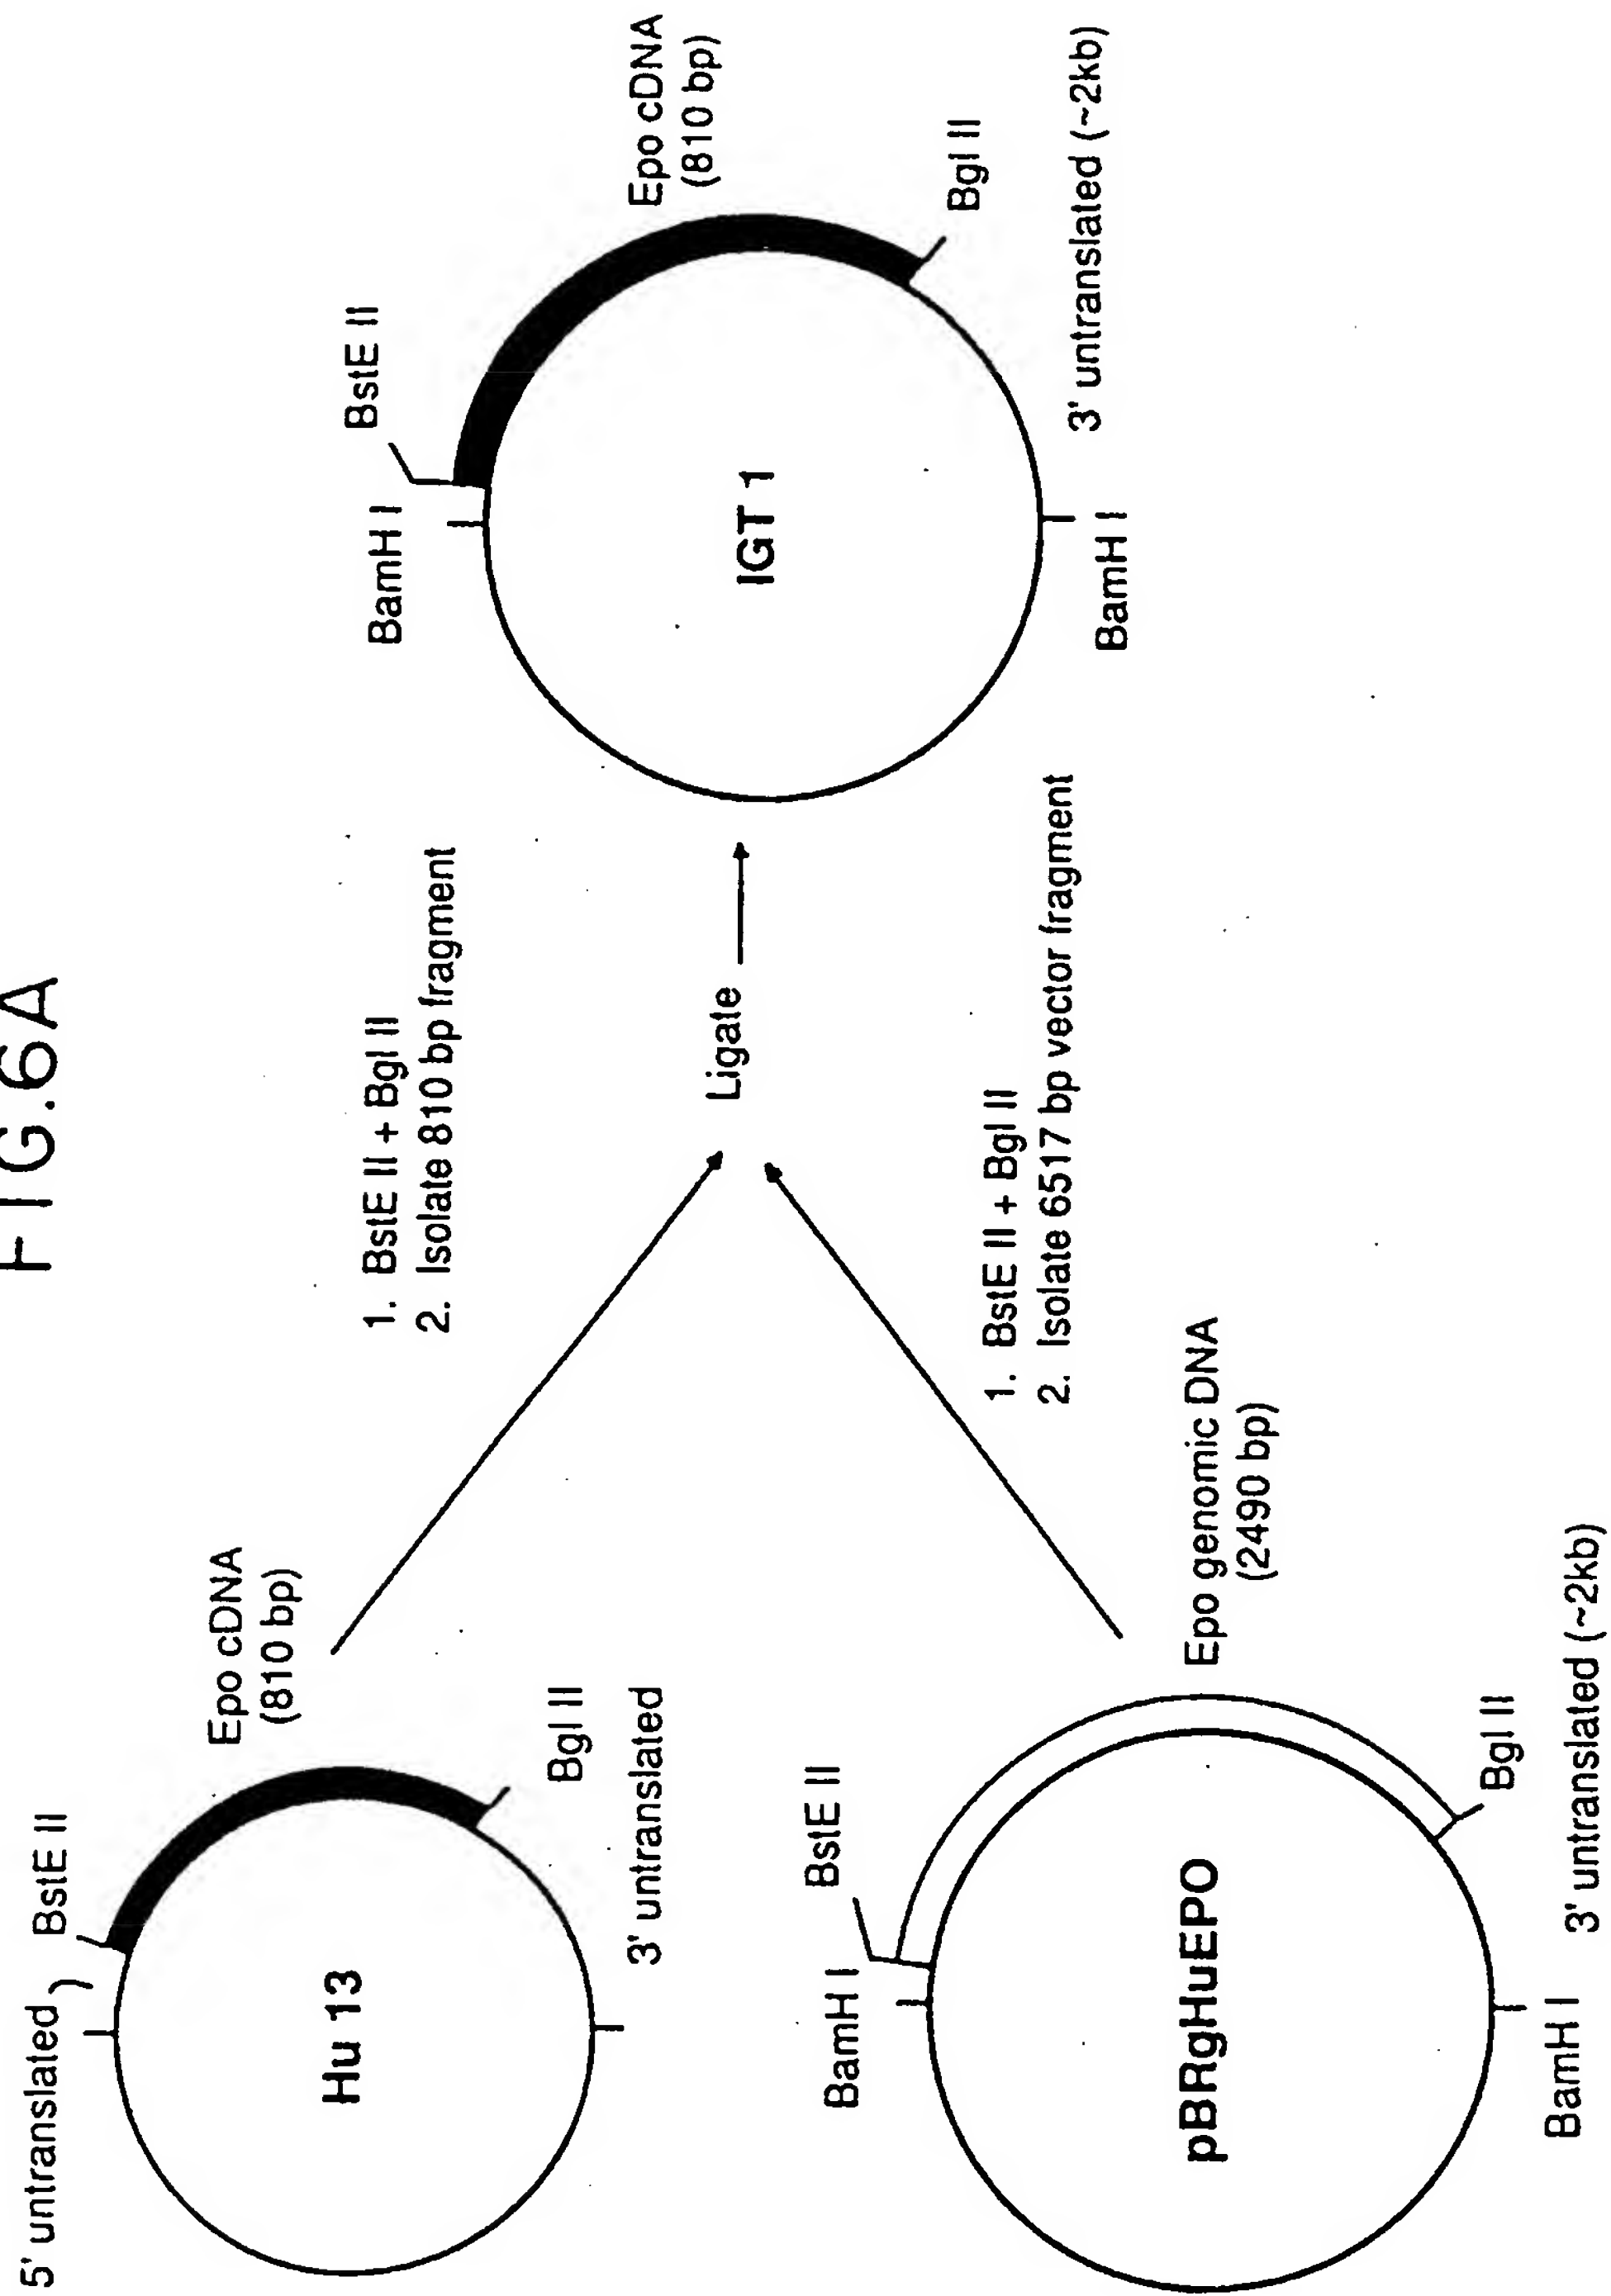 FIG.6A
5' untranslated
BstE II
Epo cDNA
(810 bp)
Hu 13
Bgl II
3' untranslated
1. BstE II + Bgl II
2. Isolate 810 bp fragment
Ligate
BamH I
BstE II
Epo cDNA
(810 bp)
IGT 1
Bgl II
BamH I
3' untranslated (~2kb)
BamH I
BstE II
pBRgHuEPO
Epo genomic DNA
(2490 bp)
Bgl II
BamH I
3' untranslated (~2kb)
1. BstE II + Bgl II
2. Isolate 6517 bp vector fragment